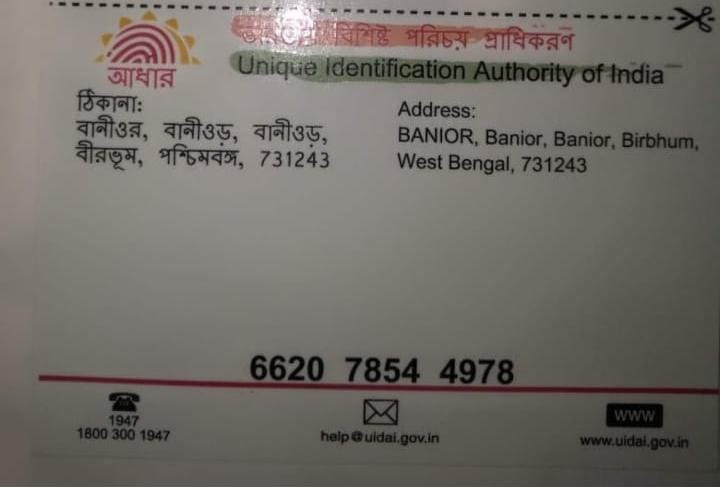 ভারতীয় বিশিষ্ট পরিচয় প্রাধিকরণ
আধার
Unique Identification Authority of India
ঠিকানা:
বানীওর, বানীওড়, বানীওড়,
বীরভূম, পশ্চিমবঙ্গ, 731243
Address:
BANIOR, Banior, Banior, Birbhum,
West Bengal, 731243
6620 7854 4978
1947
1800 300 1947
help@uidai.gov.in
www
www.uidai.gov.in